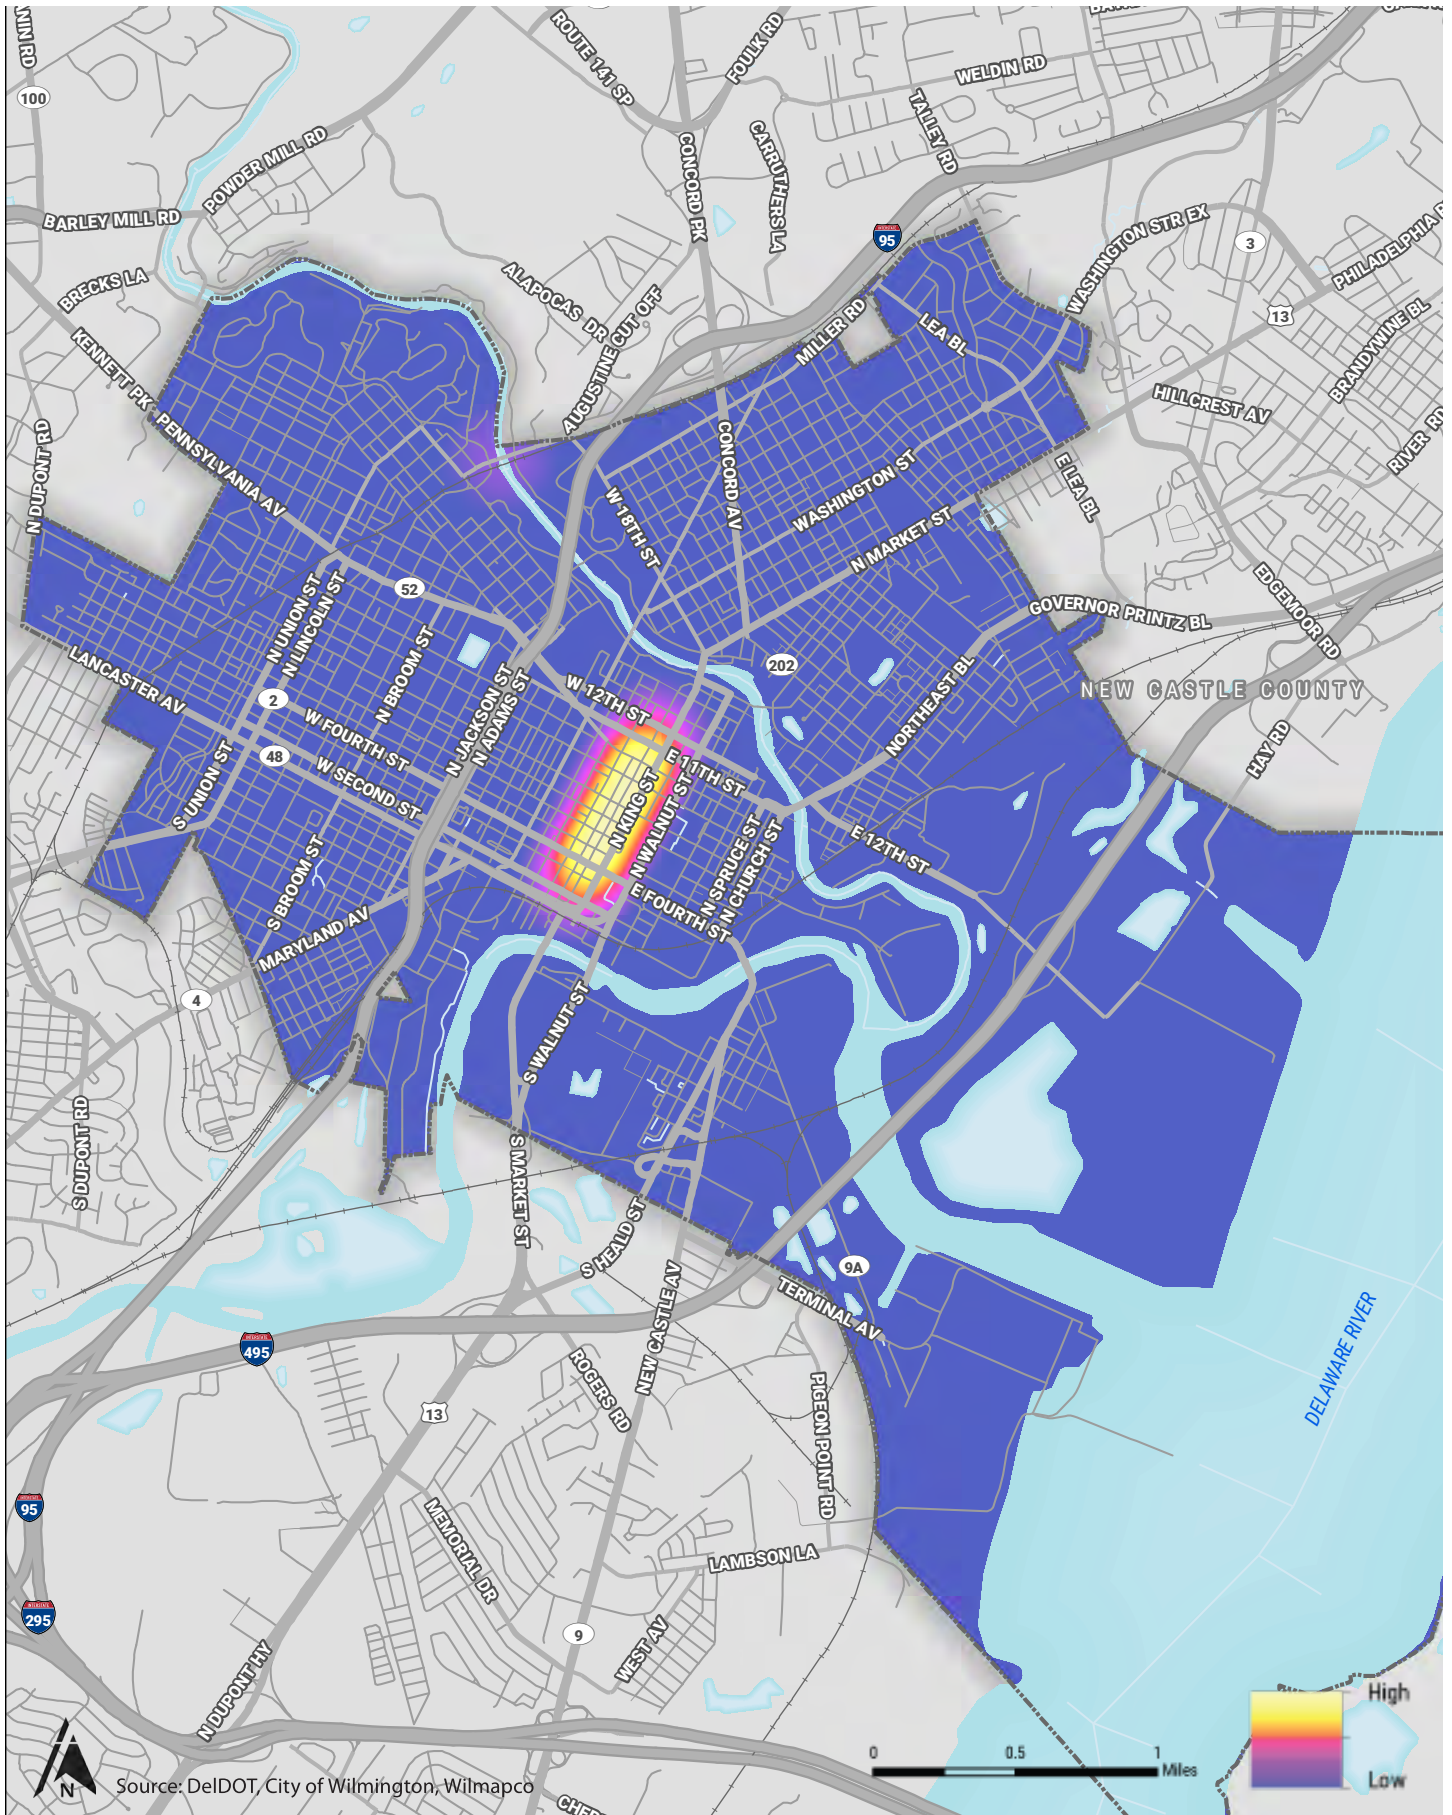 ROUTE 141 SP
FOULK RD
WELDIN RD
100
TALLEY RD
CARRUTHERS LA
CONCORD PK
POWDER MILL RD
BARLEY MILL RD
WASHINGTON STR EX
3
95
PHILADELPHIA
BRECKS LA
ALAPOCAS DR
AUGUSTINE CUT OFF
13
MILLER RD
LEA BL
BRANDYWINE BL
KENNETT PK
HILLCREST AV
PENNSYLVANIA AV
N DUPONT RD
CONCORD AV
RIVER RD
WASHINGTON ST
E LEA BL
W 18TH ST
N MARKET ST
52
N UNION ST
N LINCOLN ST
EDGEMOOR RD
GOVERNOR PRINTZ BL
N BROOM ST
LANCASTER AV
202
NEW CASTLE COUNTY
2
W 12TH ST
N JACKSON ST
N ADAMS ST
NORTHEAST BL
W FOURTH ST
HAY RD
48
E 11TH ST
W SECOND ST
S UNION ST
N KING ST
N WALNUT ST
E 12TH ST
N SPRUCE ST
N CHURCH ST
S BROOM ST
E FOURTH ST
MARYLAND AV
4
S WALNUT ST
S DUPONT RD
S MARKET ST
S HEALD ST
9A
TERMINAL AV
NEW CASTLE AV
495
DELAWARE RIVER
ROGERS RD
13
PIGEON POINT RD
95
MEMORIAL DR
LAMBSON LA
295
9
WEST AV
N DUPONT HY
High
Low
0 0.5 1
Miles
N
Source: DelDOT, City of Wilmington, Wilmapco